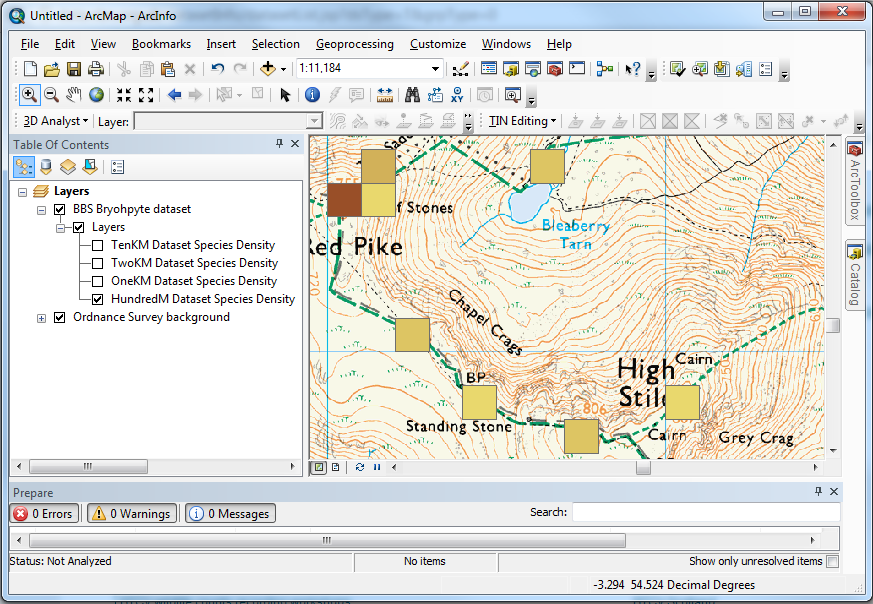 Untitled - ArcMap - ArcInfo
File Edit View Bookmarks Insert Selection Geoprocessing Customize Windows Help
1:11,184
3D Analyst Layer: TIN Editing
Table Of Contents
Layers
BBS Bryohpyte dataset
Layers
TenKM Dataset Species Density
TwoKM Dataset Species Density
OneKM Dataset Species Density
HundredM Dataset Species Density
Ordnance Survey background
f Stones
Red Pike
Bleaberry
Tarn
Chapel Crags
High
Stile
Cairn
BP
806
Standing Stone
Cairn
Grey Crag
ArcToolbox
Catalog
Prepare
0 Errors 0 Warnings 0 Messages Search:
Status: Not Analyzed No items Show only unresolved items
-3.294 54.524 Decimal Degrees